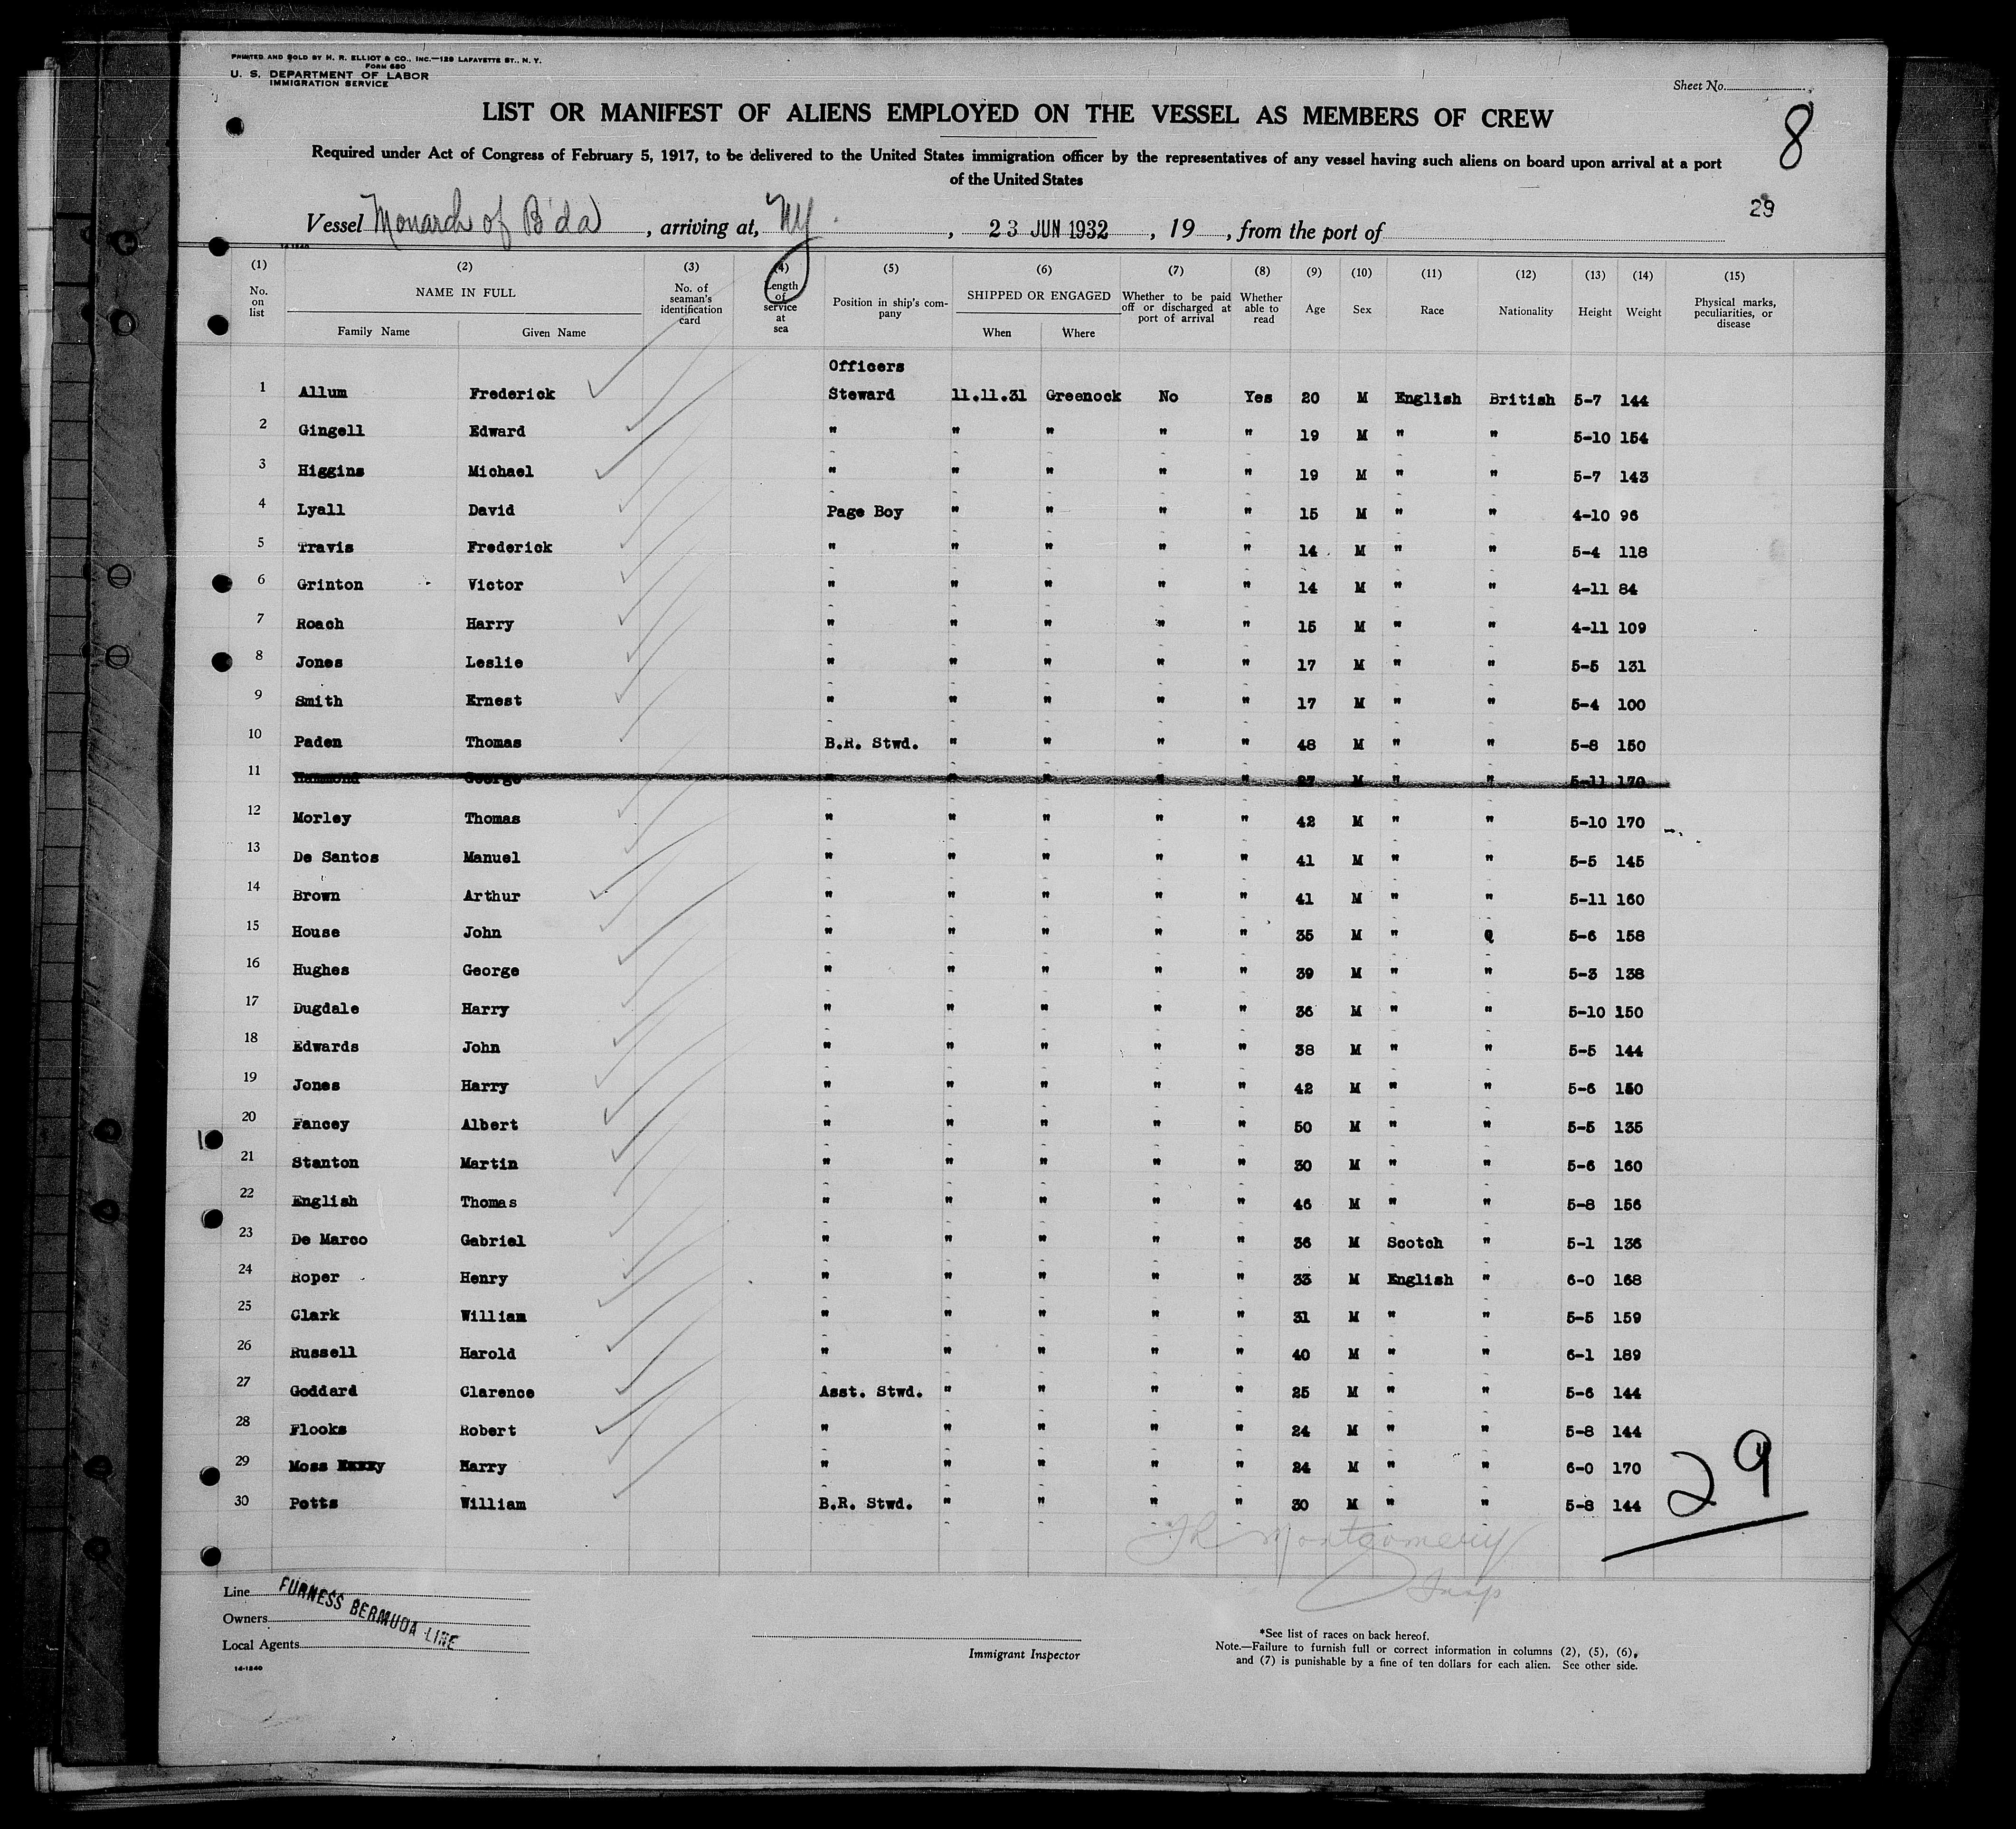 PRINTED AND SOLD BY H. R. ELLIOT & CO., INC.—129 LAFAYETTE ST., N. Y.
FORM 680
U. S. DEPARTMENT OF LABOR
IMMIGRATION SERVICE
Sheet No.
LIST OR MANIFEST OF ALIENS EMPLOYED ON THE VESSEL AS MEMBERS OF CREW
8
Required under Act of Congress of February 5, 1917, to be delivered to the United States immigration officer by the representatives of any vessel having such aliens on board upon arrival at a port
of the United States
29
Vessel Monarch of B'da , arriving at, NY , 23 JUN 1932 , 19 , from the port of
14-1240
(1) (2) (3) (4) (5) (6) (7) (8) (9) (10) (11) (12) (13) (14) (15)
No. on list NAME IN FULL Family Name Given Name No. of seaman's identification card Length of service at sea Position in ship's company SHIPPED OR ENGAGED When Where Whether to be paid off or discharged at port of arrival Whether able to read Age Sex Race Nationality Height Weight Physical marks, peculiarities, or disease
Officers
1 Allum Frederick Steward 11.11.31 Greenock No Yes 20 M English British 5-7 144
2 Gingell Edward " " " " " 19 M " " 5-10 154
3 Higgins Michael " " " " " 19 M " " 5-7 143
4 Lyall David Page Boy " " " " 15 M " " 4-10 96
5 Travis Frederick " " " " " 14 M " " 5-4 118
6 Grinton Victor " " " " " 14 M " " 4-11 84
7 Roach Harry " " " " " 15 M " " 4-11 109
8 Jones Leslie " " " " " 17 M " " 5-5 131
9 Smith Ernest " " " " " 17 M " " 5-4 100
10 Paden Thomas B.R. Stwd. " " " " 48 M " " 5-8 150
11 Hammond George " " " " " 27 M " " 5-11 170
12 Morley Thomas " " " " " 42 M " " 5-10 170
13 De Santos Manuel " " " " " 41 M " " 5-5 145
14 Brown Arthur " " " " " 41 M " " 5-11 160
15 House John " " " " " 35 M " Q 5-6 158
16 Hughes George " " " " " 39 M " " 5-3 138
17 Dugdale Harry " " " " " 36 M " " 5-10 150
18 Edwards John " " " " " 38 M " " 5-5 144
19 Jones Harry " " " " " 42 M " " 5-6 150
20 Fancey Albert " " " " " 50 M " " 5-5 135
21 Stanton Martin " " " " " 30 M " " 5-6 160
22 English Thomas " " " " " 46 M " " 5-8 156
23 De Marco Gabriel " " " " " 36 M Scotch " 5-1 136
24 Roper Henry " " " " " 33 M English " 6-0 168
25 Clark William " " " " " 31 M " " 5-5 159
26 Russell Harold " " " " " 40 M " " 6-1 189
27 Goddard Clarence Asst. Stwd. " " " " 25 M " " 5-6 144
28 Flooks Robert " " " " " 24 M " " 5-8 144
29 Moss Harry " " " " " 24 M " " 6-0 170
30 Potts William B.R. Stwd. " " " " 30 M " " 5-8 144
29
Montgomery
Insp
Line FURNESS BERMUDA LINE
Owners
Local Agents
14-1240
Immigrant Inspector
*See list of races on back hereof.
Note.—Failure to furnish full or correct information in columns (2), (5), (6),
and (7) is punishable by a fine of ten dollars for each alien. See other side.